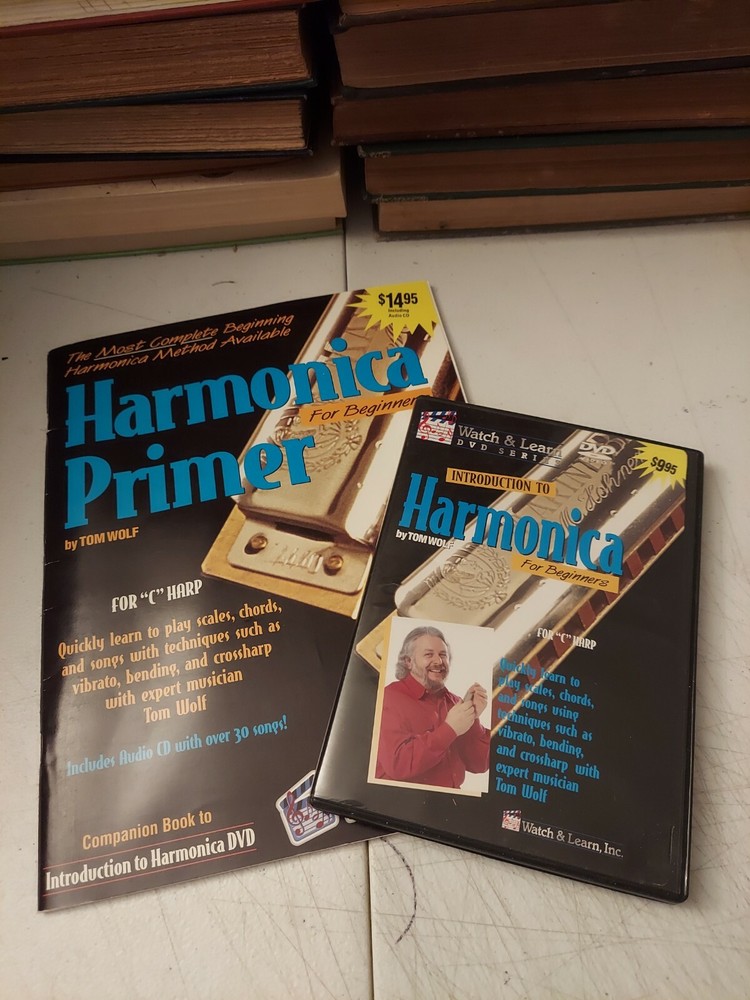 The Most Complete Beginning
Harmonica Method Available
$14.95
Including
Audio CD
Harmonica
For Beginner
Primer
by TOM WOLF
FOR "C" HARP
Quickly learn to play scales, chords,
and songs with techniques such as
vibrato, bending, and crossharp
with expert musician
Tom Wolf
Includes Audio CD with over 30 songs!
Companion Book to
Introduction to Harmonica DVD
Watch & Learn
DVD SERIES
DVD
$9.95
INTRODUCTION TO
Harmonica
by TOM WOLF
For Beginners
M. Hohner
FOR "C" HARP
Quickly learn to
play scales, chords,
and songs using
techniques such as
vibrato, bending,
and crossharp with
expert musician
Tom Wolf
Watch & Learn, Inc.